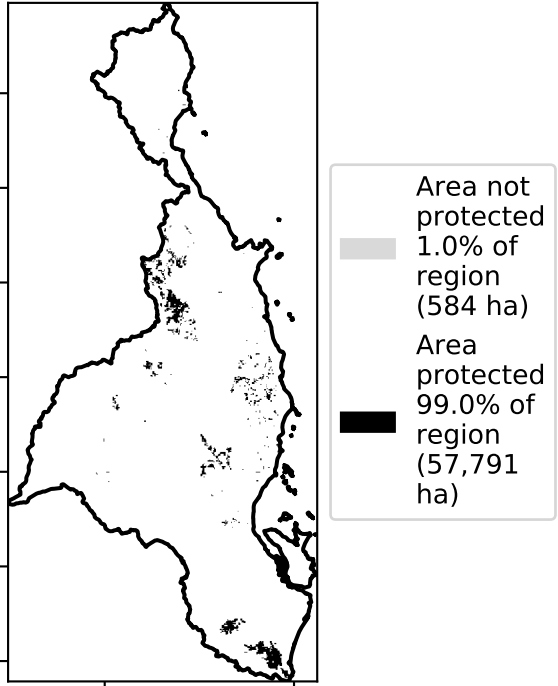 Area not
protected
1.0% of
region
(584 ha)
Area
protected
99.0% of
region
(57,791
ha)